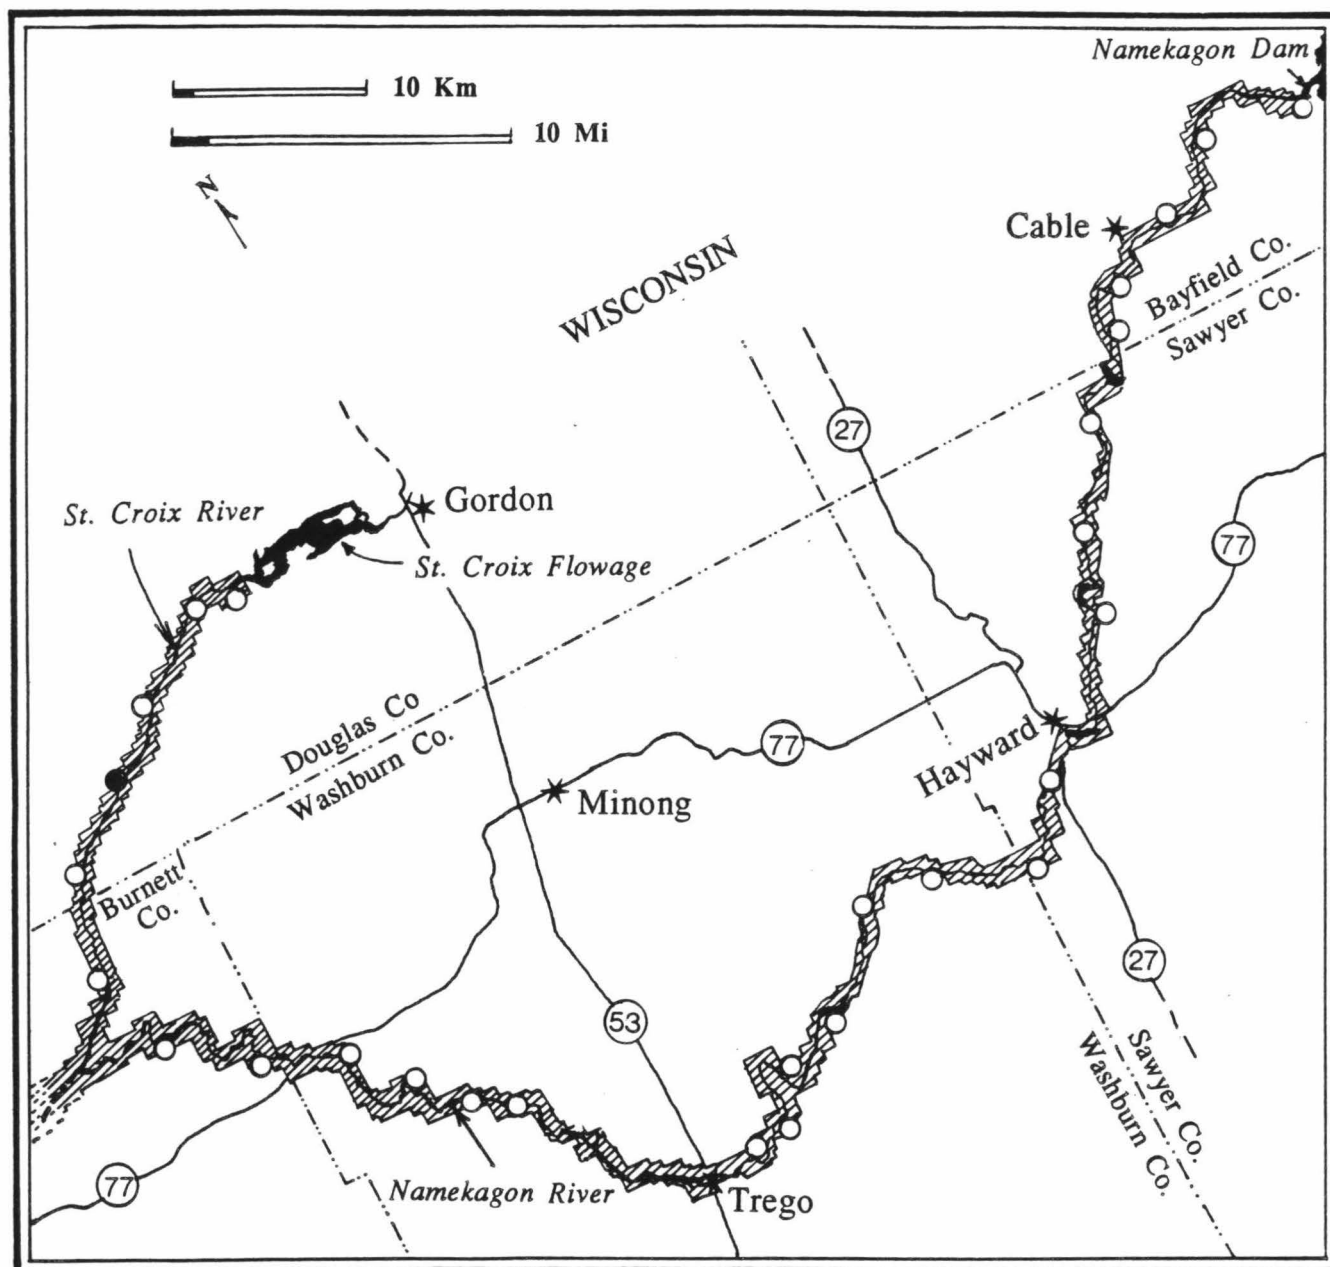 Namekagon Dam
10 Km
10 Mi
N
Cable
WISCONSIN
Bayfield Co.
Sawyer Co.
27
77
Gordon
St. Croix River
St. Croix Flowage
Douglas Co
Washburn Co.
77
Hayward
Minong
Burnett
Co.
27
53
Sawyer Co.
Washburn Co.
77
Namekagon River
Trego